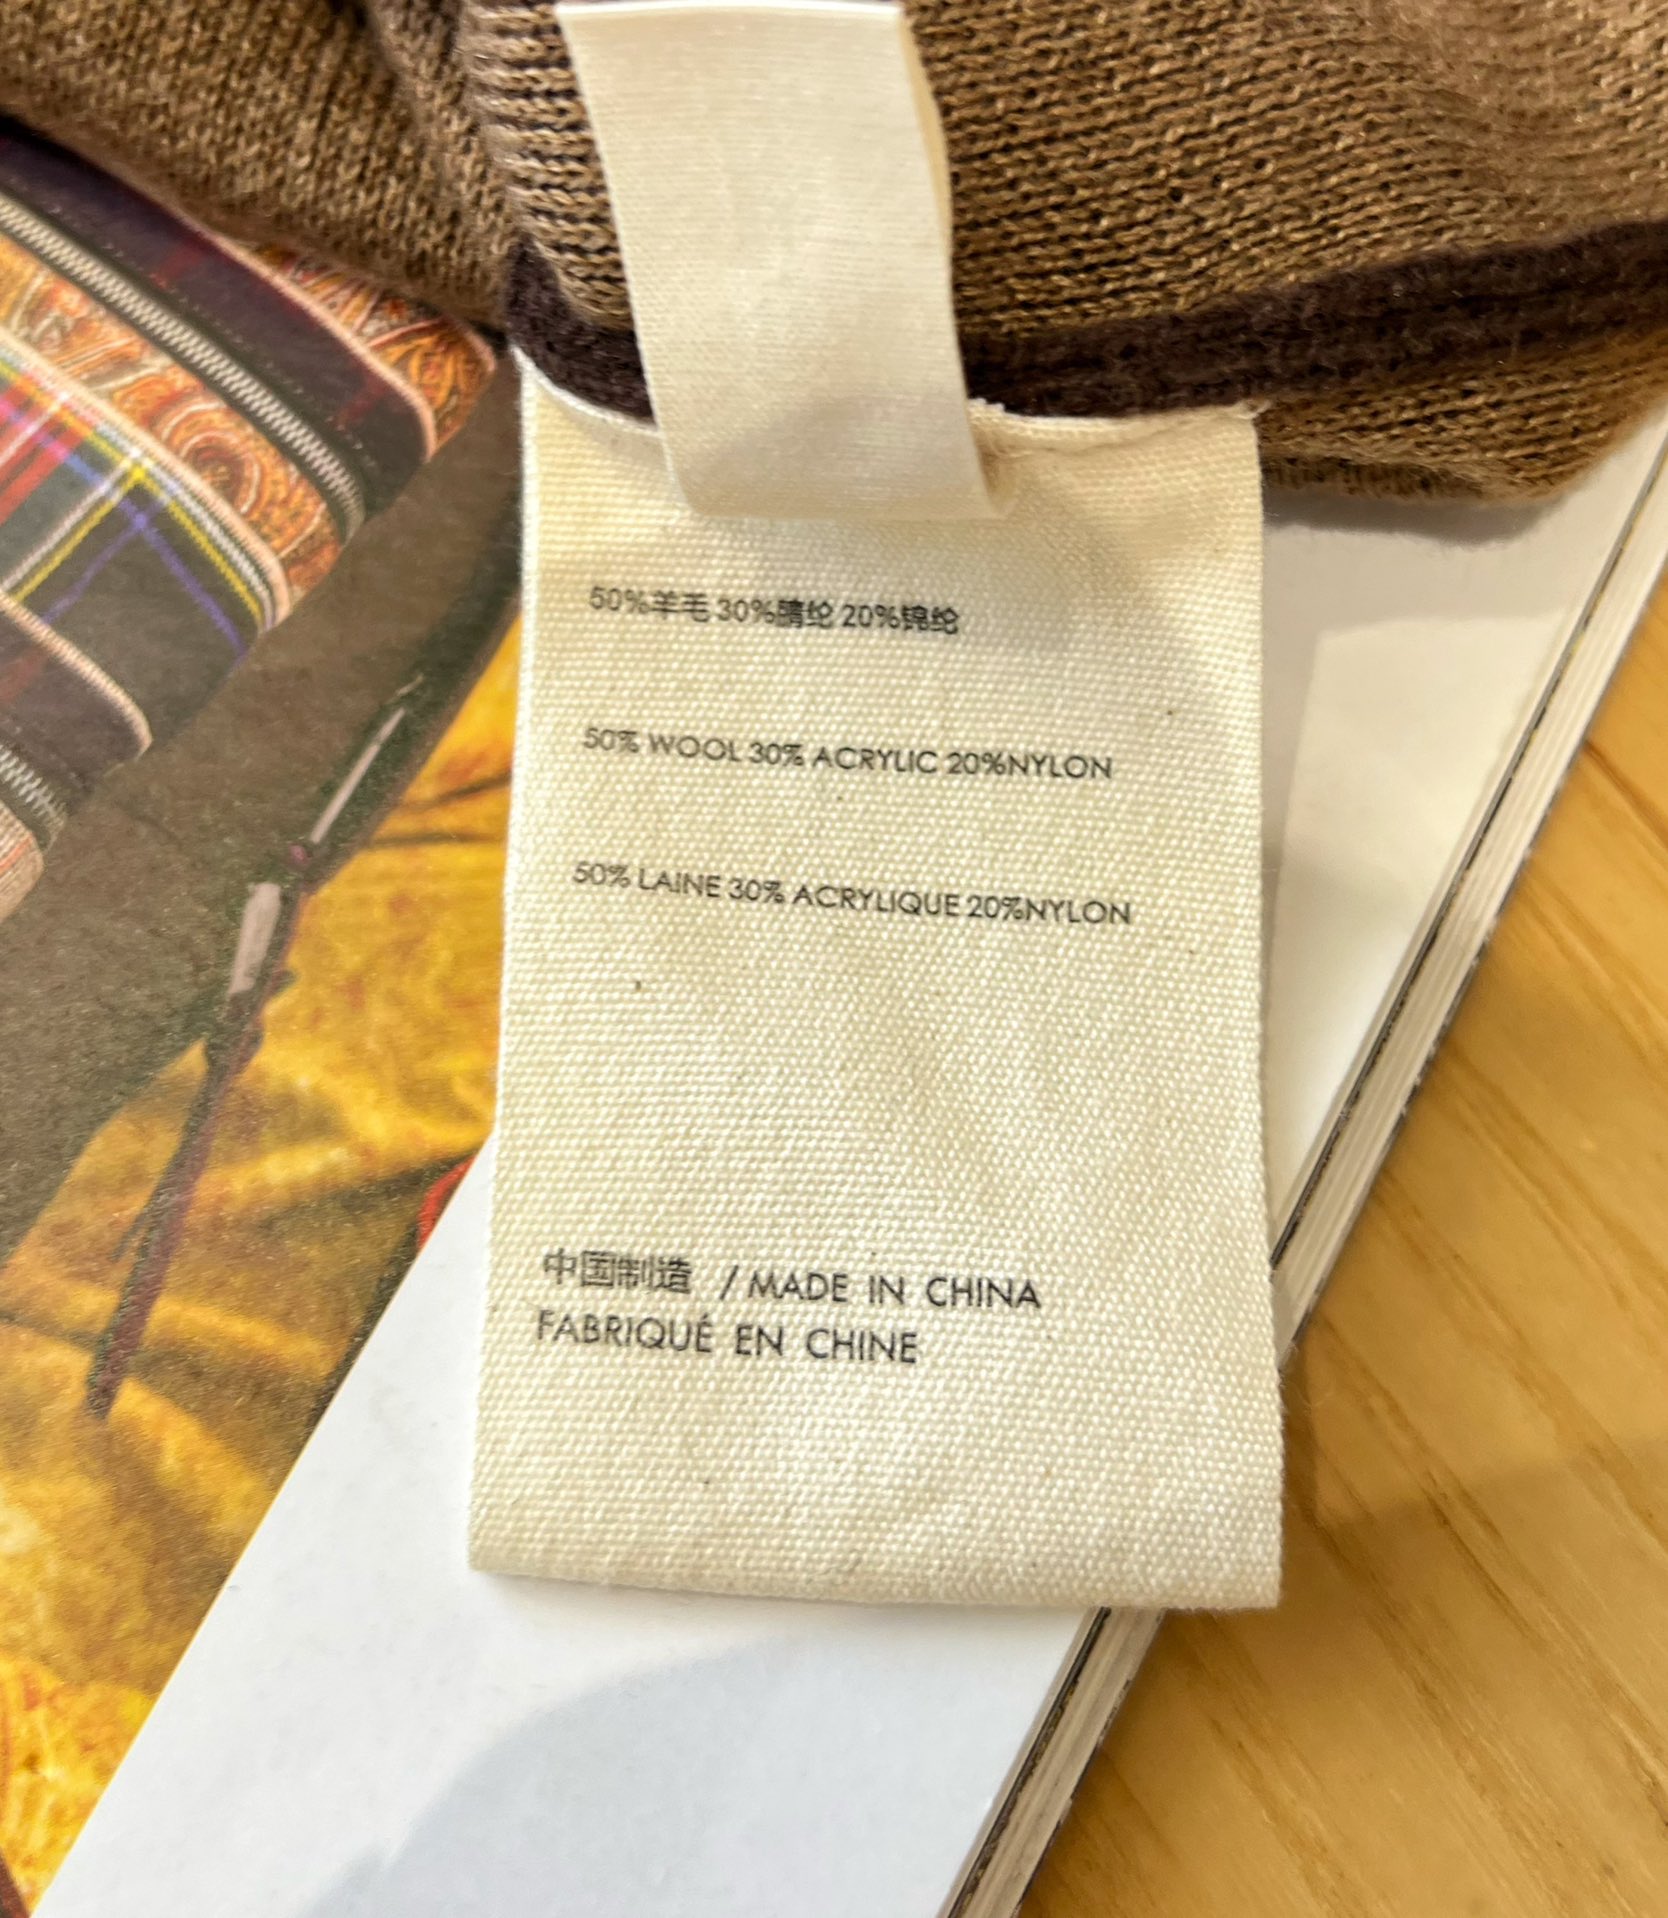 50%羊毛 30%腈纶 20%锦纶
50% WOOL 30% ACRYLIC 20%NYLON
50% LAINE 30% ACRYLIQUE 20%NYLON
中国制造 / MADE IN CHINA
FABRIQUÉ EN CHINE